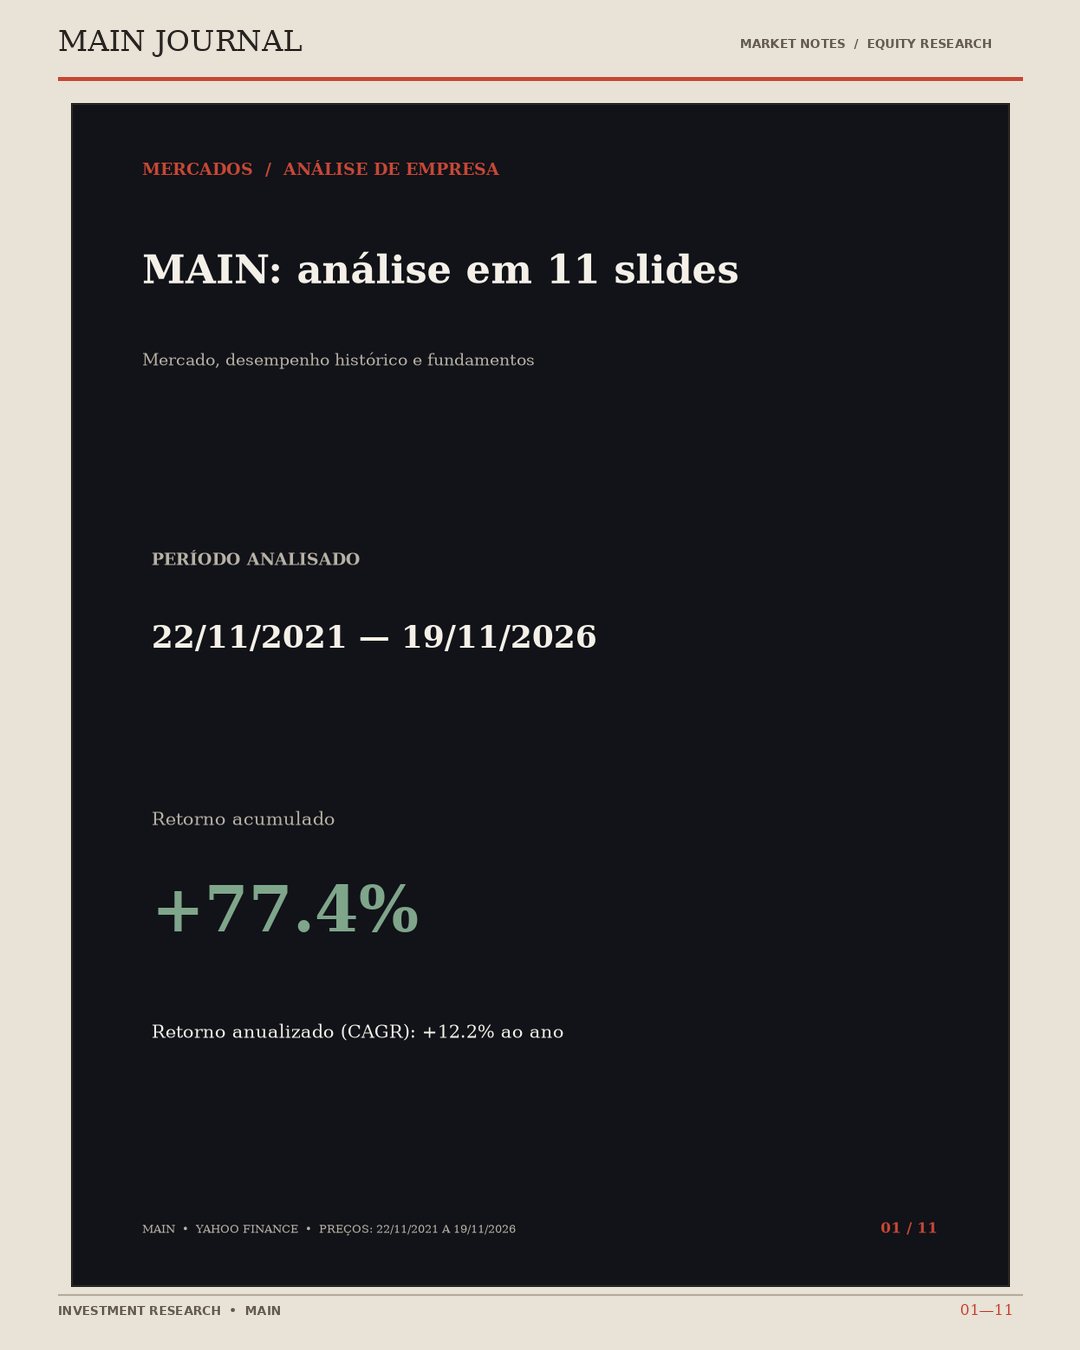 MAIN JOURNAL
MARKET NOTES / EQUITY RESEARCH
MERCADOS / ANÁLISE DE EMPRESA
MAIN: análise em 11 slides
Mercado, desempenho histórico e fundamentos
PERÍODO ANALISADO
22/11/2021 — 19/11/2026
Retorno acumulado
+77.4%
Retorno anualizado (CAGR): +12.2% ao ano
MAIN • YAHOO FINANCE • PREÇOS: 22/11/2021 A 19/11/2026
01 / 11
INVESTMENT RESEARCH • MAIN
01—11